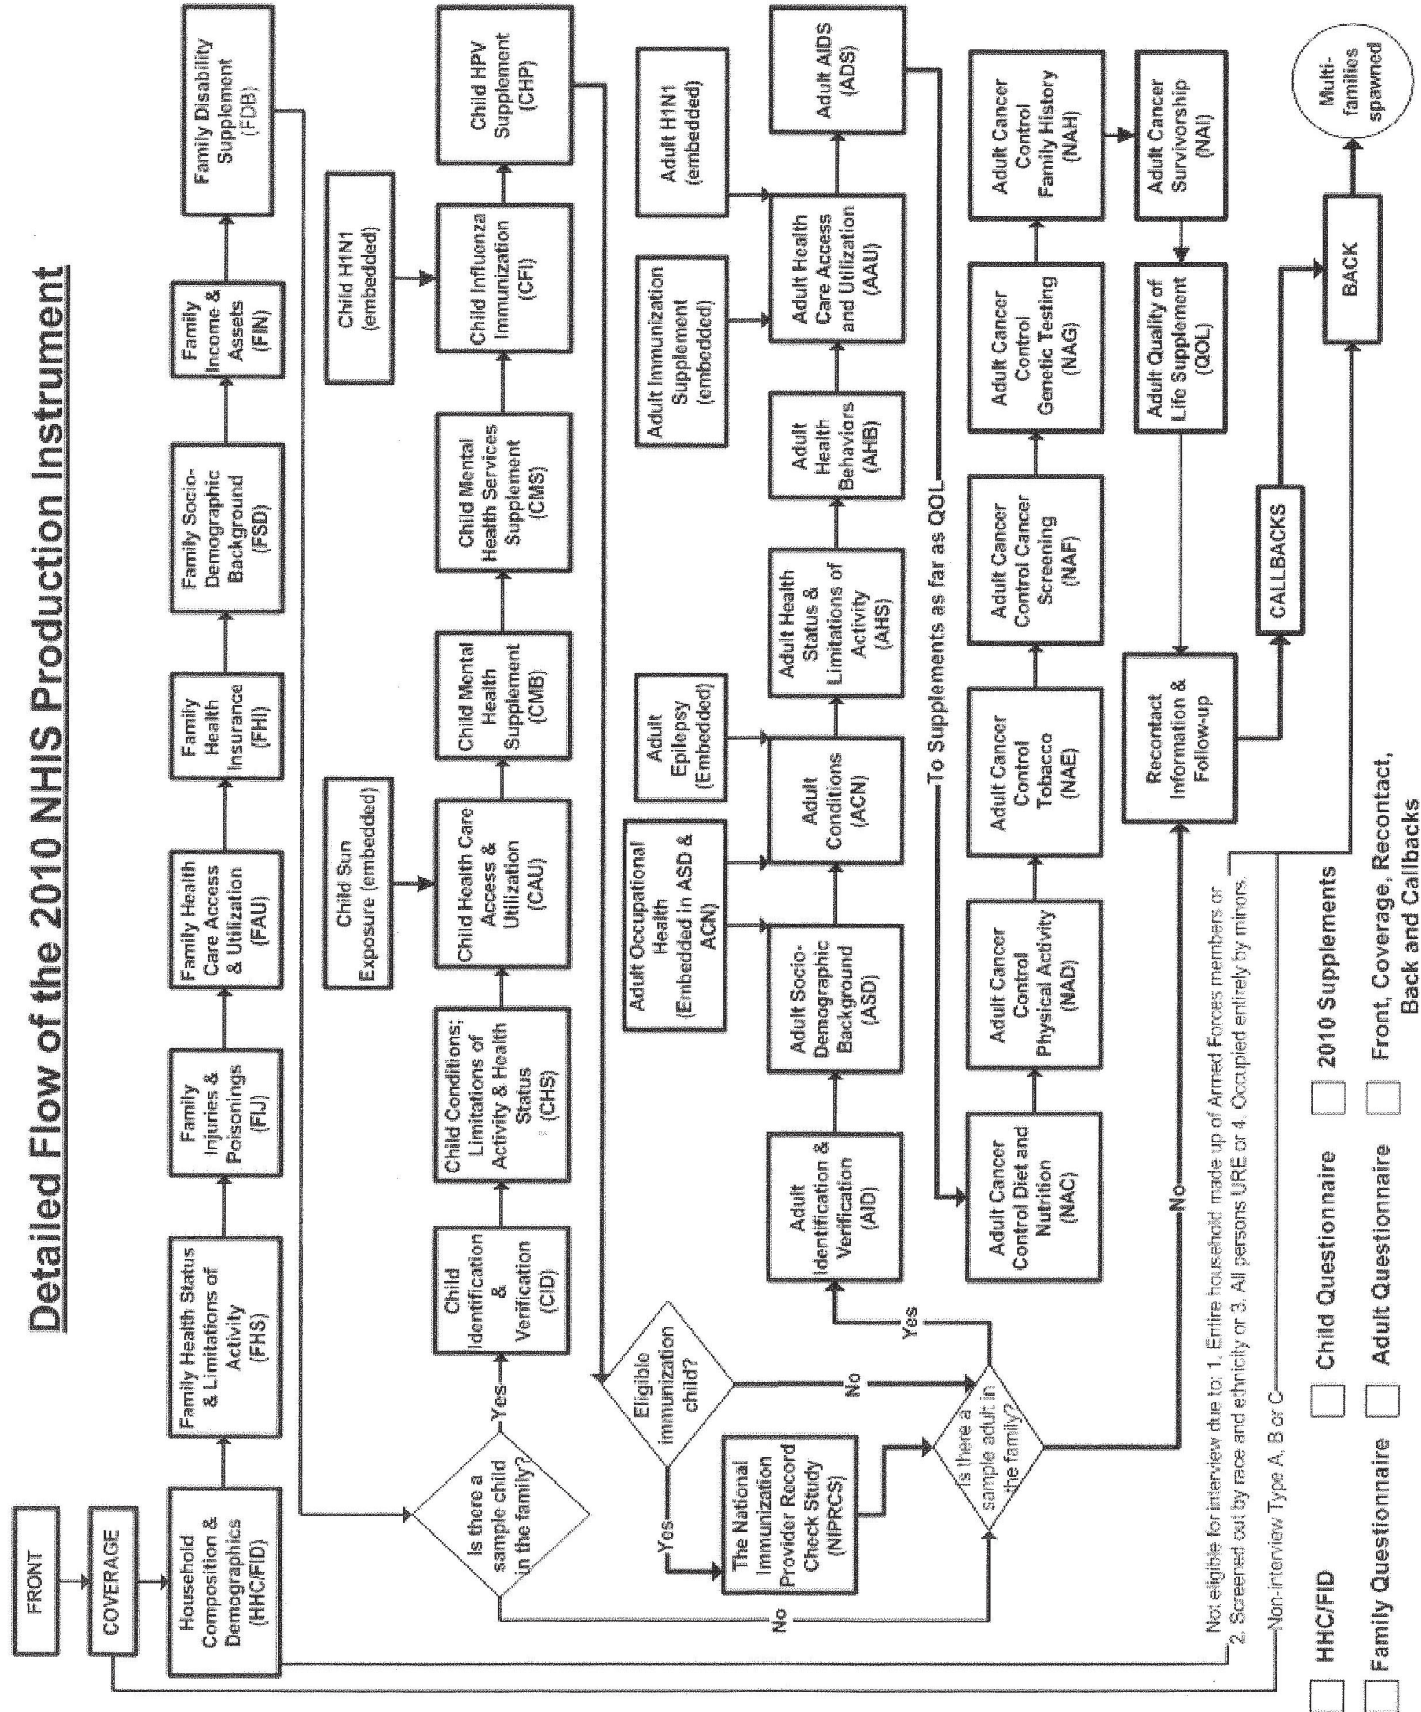 Detailed Flow of the 2010 NHIS Production Instrument
FRONT
COVERAGE
Household
Composition &
Demographics
(HHC/FID)
Family Health Status
& Limitations of
Activity
(FHS)
Family
Injuries &
Poisonings
(FIJ)
Family Health
Care Access
& Utilization
(FAU)
Family
Health
Insurance
(FHI)
Family Socio-
Demographic
Background
(FSD)
Family
Income &
Assets
(FIN)
Family Disability
Supplement
(FDB)
Child Sun
Exposure (embedded)
Child H1N1
(embedded)
Is there a
sample child
in the family?
Yes
No
Child
Identification
&
Verification
(CID)
Child Conditions;
Limitations of
Activity & Health
Status
(CHS)
Child Health Care
Access &
Utilization
(CAU)
Child Mental
Health
Supplement
(CMB)
Child Mental
Health Services
Supplement
(CMS)
Child Influenza
Immunization
(CFI)
Child HPV
Supplement
(CHP)
Eligible
immunization
child?
Yes
No
The National
Immunization
Provider Record
Check Study
(NIPRCS)
Adult Occupational
Health
(Embedded in ASD &
ACN)
Adult
Epilepsy
(Embedded)
Adult Immunization
Supplement
(embedded)
Adult H1N1
(embedded)
Is there a
sample adult in
the family?
Yes
No
Adult
Identification &
Verification
(AID)
Adult Socio-
Demographic
Background
(ASD)
Adult
Conditions
(ACN)
Adult Health
Status &
Limitations of
Activity
(AHS)
Adult
Health
Behaviors
(AHB)
Adult Health
Care Access
and Utilization
(AAU)
Adult AIDS
(ADS)
To Supplements as far as QOL
Adult Cancer
Control Diet and
Nutrition
(NAC)
Adult Cancer
Control
Physical Activity
(NAD)
Adult Cancer
Control
Tobacco
(NAE)
Adult Cancer
Control Cancer
Screening
(NAF)
Adult Cancer
Control
Genetic Testing
(NAG)
Adult Cancer
Control
Family History
(NAH)
Adult Cancer
Survivorship
(NAI)
Adult Quality of
Life Supplement
(QOL)
Recontact
Information &
Follow-up
CALLBACKS
BACK
Multi-
families
spawned
Not eligible for interview due to: 1. Entire household made up of Armed Forces members or
2. Screened out by race and ethnicity or 3. All persons URE or 4. Occupied entirely by minors.
Non-interview Type A, B or C
HHC/FID
Child Questionnaire
2010 Supplements
Family Questionnaire
Adult Questionnaire
Front, Coverage, Recontact,
Back and Callbacks